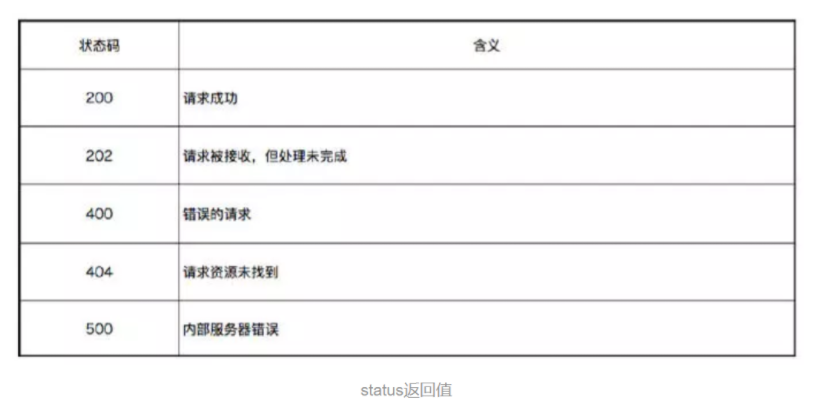 状态码 含义
200 请求成功
202 请求被接收，但处理未完成
400 错误的请求
404 请求资源未找到
500 内部服务器错误
status返回值